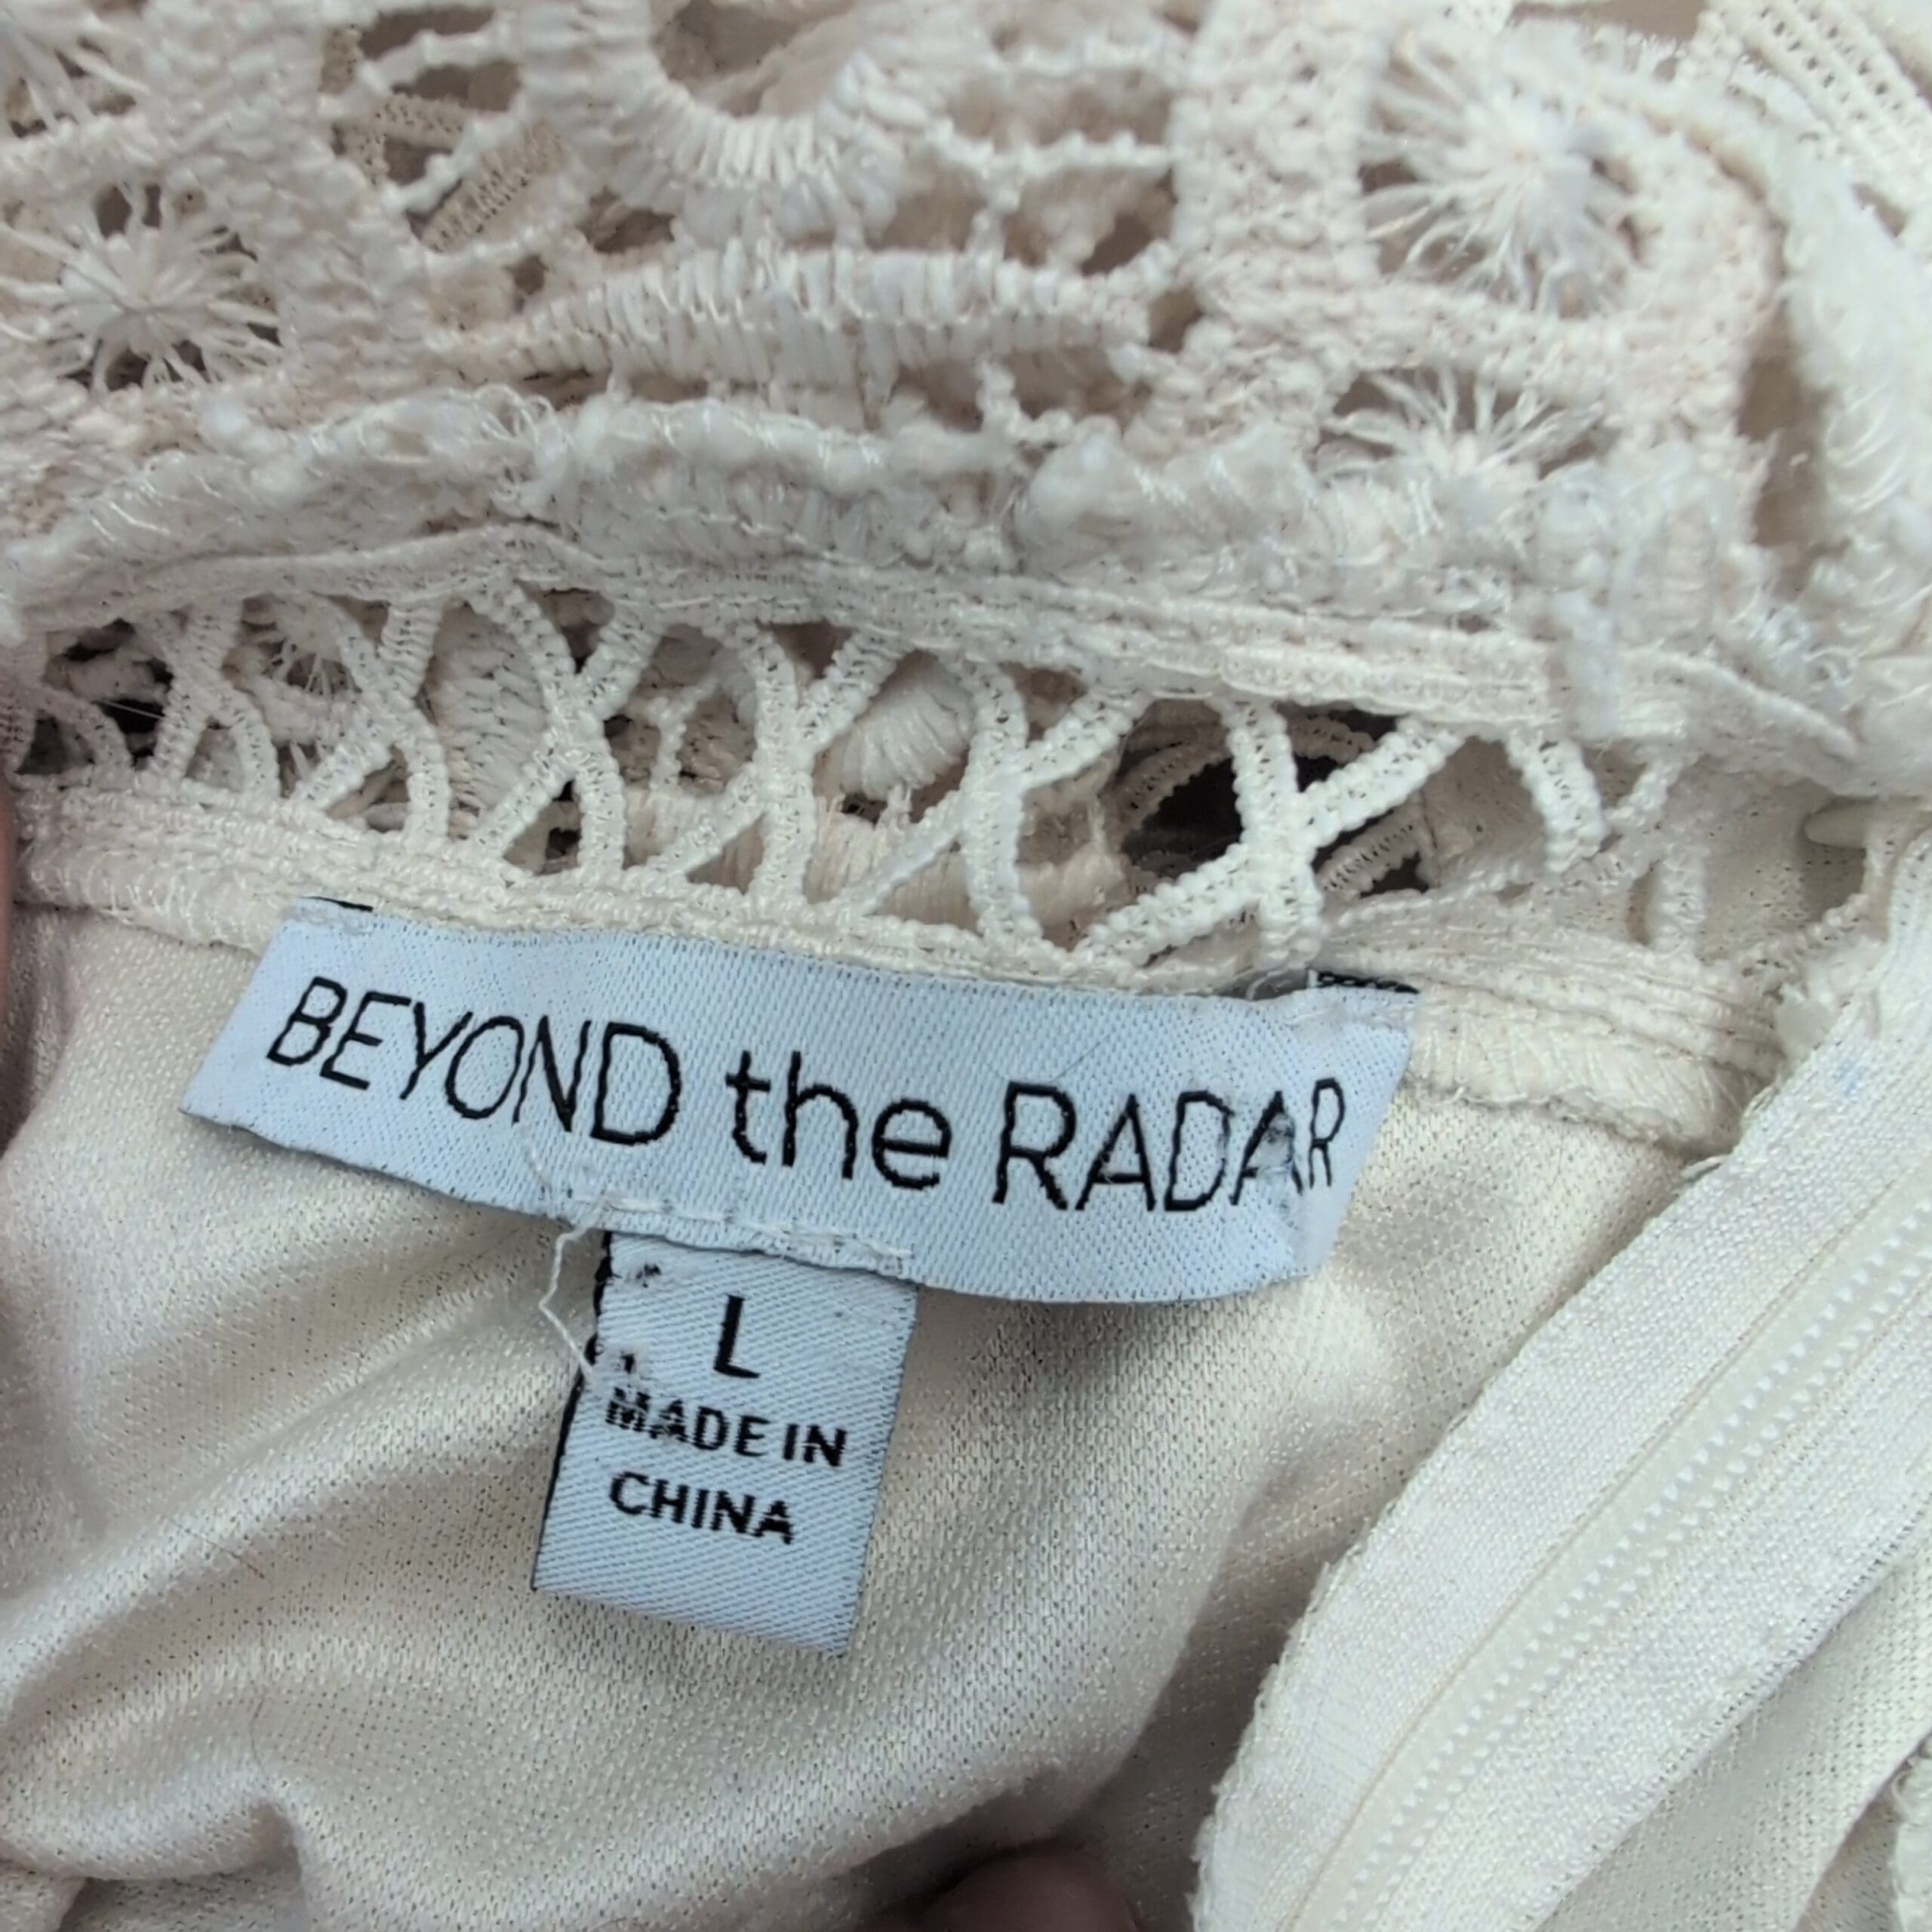 BEYOND the RADAR
L
MADE IN
CHINA